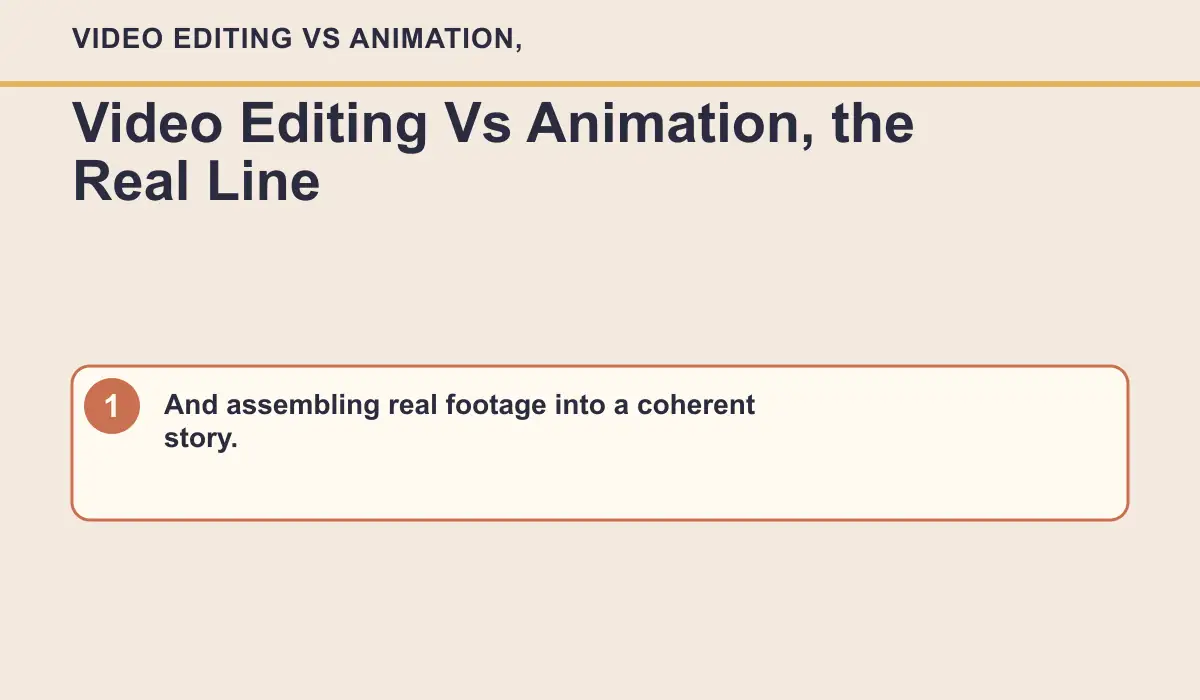 VIDEO EDITING VS ANIMATION,
Video Editing Vs Animation, the
Real Line
1
And assembling real footage into a coherent
story.